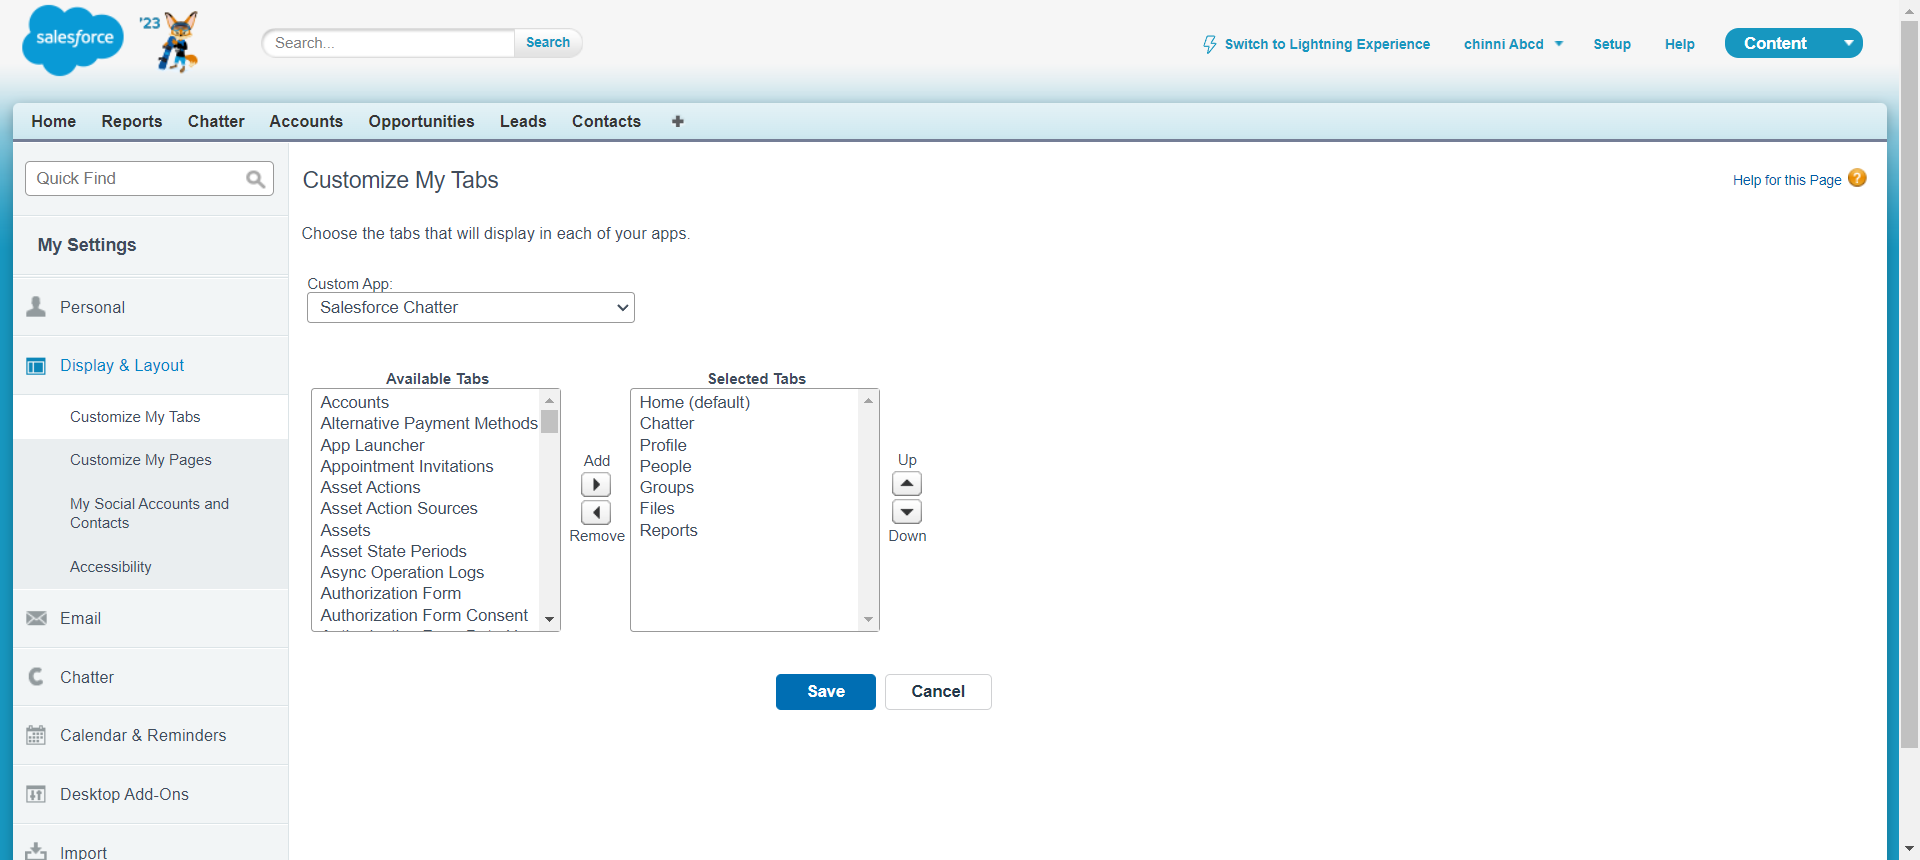 salesforce
'23
Search...
Search
Switch to Lightning Experience
chinni Abcd
Setup
Help
Content
Home
Reports
Chatter
Accounts
Opportunities
Leads
Contacts
Quick Find
My Settings
Personal
Display & Layout
Customize My Tabs
Customize My Pages
My Social Accounts and
Contacts
Accessibility
Email
Chatter
Calendar & Reminders
Desktop Add-Ons
Import
Customize My Tabs
Help for this Page
?
Choose the tabs that will display in each of your apps.
Custom App:
Salesforce Chatter
Available Tabs
Accounts
Alternative Payment Methods
App Launcher
Appointment Invitations
Asset Actions
Asset Action Sources
Assets
Asset State Periods
Async Operation Logs
Authorization Form
Authorization Form Consent
Add
Remove
Selected Tabs
Home (default)
Chatter
Profile
People
Groups
Files
Reports
Up
Down
Save
Cancel